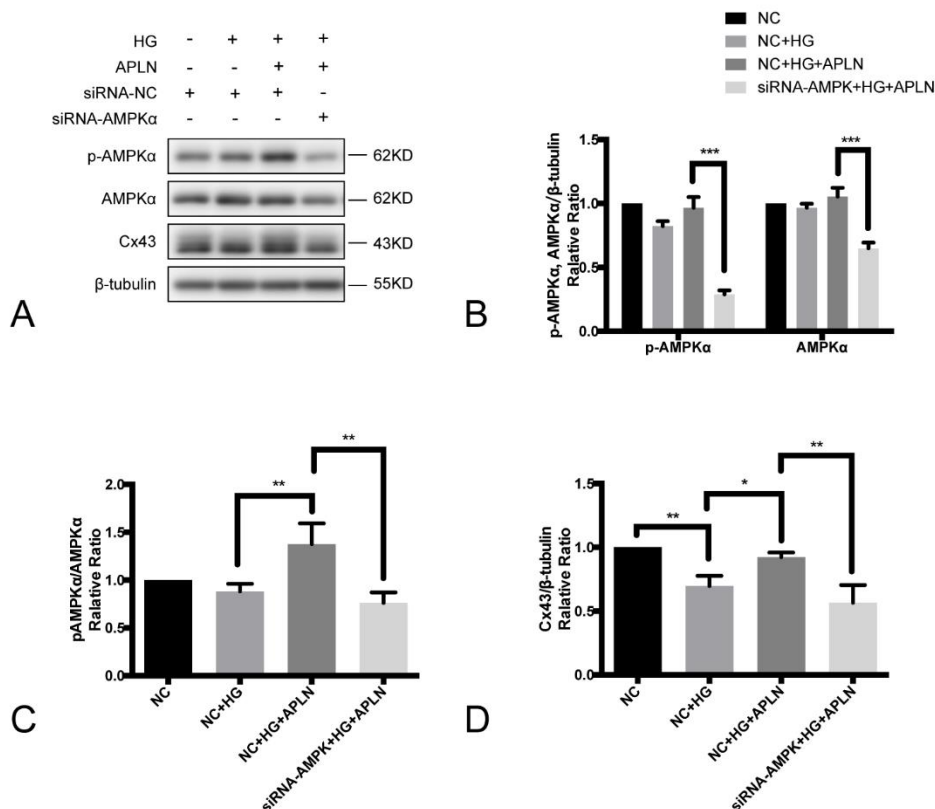 HG - + + +
APLN - - + +
siRNA-NC + + + -
siRNA-AMPKα - - - +
p-AMPKα 62KD
AMPKα 62KD
Cx43 43KD
β-tubulin 55KD
A
NC
NC+HG
NC+HG+APLN
siRNA-AMPK+HG+APLN
p-AMPKα, AMPKα/β-tubulin
Ralative Ratio
1.5
1.0
0.5
0.0
***
***
p-AMPKα AMPKα
B
pAMPKα/AMPKα
Ralative Ratio
2.0
1.5
1.0
0.5
0.0
**
**
NC
NC+HG
NC+HG+APLN
siRNA-AMPK+HG+APLN
C
Cx43/β-tubulin
Ralative Ratio
1.5
1.0
0.5
0.0
**
*
**
NC
NC+HG
NC+HG+APLN
siRNA-AMPK+HG+APLN
D